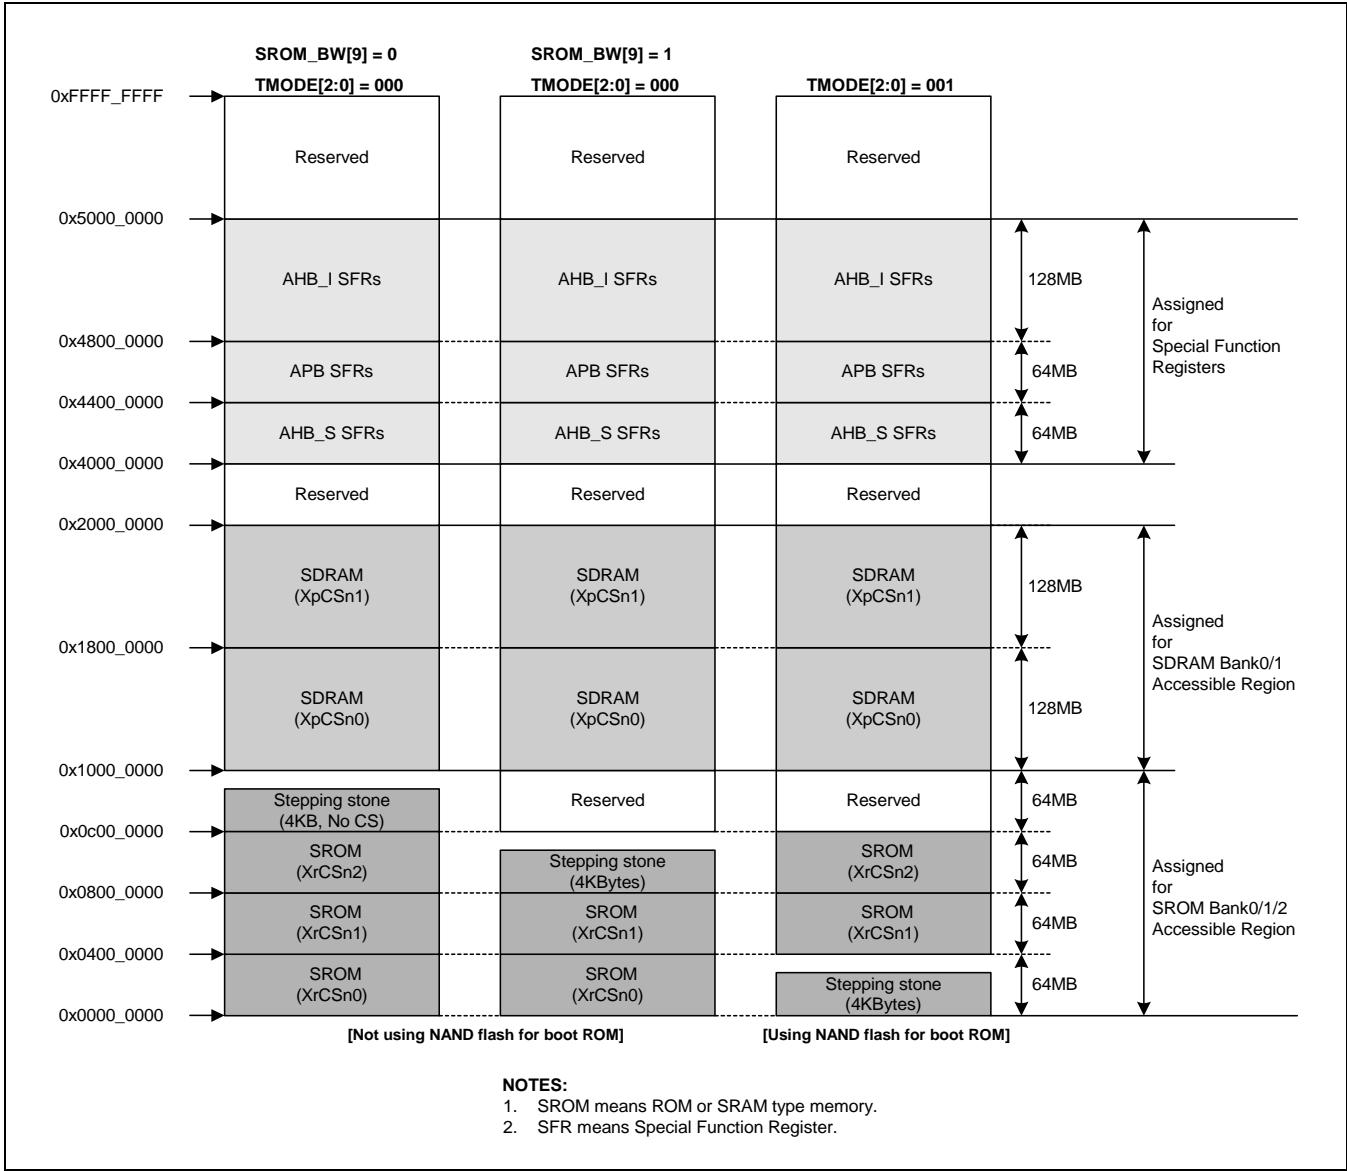 SROM_BW[9] = 0
SROM_BW[9] = 1
TMODE[2:0] = 000
TMODE[2:0] = 000
TMODE[2:0] = 001
0xFFFF_FFFF
Reserved
Reserved
Reserved
0x5000_0000
AHB_I SFRs
AHB_I SFRs
AHB_I SFRs
128MB
Assigned
for
Special Function
Registers
0x4800_0000
APB SFRs
APB SFRs
APB SFRs
64MB
0x4400_0000
AHB_S SFRs
AHB_S SFRs
AHB_S SFRs
64MB
0x4000_0000
Reserved
Reserved
Reserved
0x2000_0000
SDRAM
(XpCSn1)
SDRAM
(XpCSn1)
SDRAM
(XpCSn1)
128MB
Assigned
for
SDRAM Bank0/1
Accessible Region
0x1800_0000
SDRAM
(XpCSn0)
SDRAM
(XpCSn0)
SDRAM
(XpCSn0)
128MB
0x1000_0000
Stepping stone
(4KB, No CS)
Reserved
Reserved
64MB
0x0c00_0000
SROM
(XrCSn2)
Stepping stone
(4KBytes)
SROM
(XrCSn2)
64MB
Assigned
for
SROM Bank0/1/2
Accessible Region
0x0800_0000
SROM
(XrCSn1)
SROM
(XrCSn1)
SROM
(XrCSn1)
64MB
0x0400_0000
SROM
(XrCSn0)
SROM
(XrCSn0)
Stepping stone
(4KBytes)
64MB
0x0000_0000
[Not using NAND flash for boot ROM]
[Using NAND flash for boot ROM]
NOTES:
1. SROM means ROM or SRAM type memory.
2. SFR means Special Function Register.